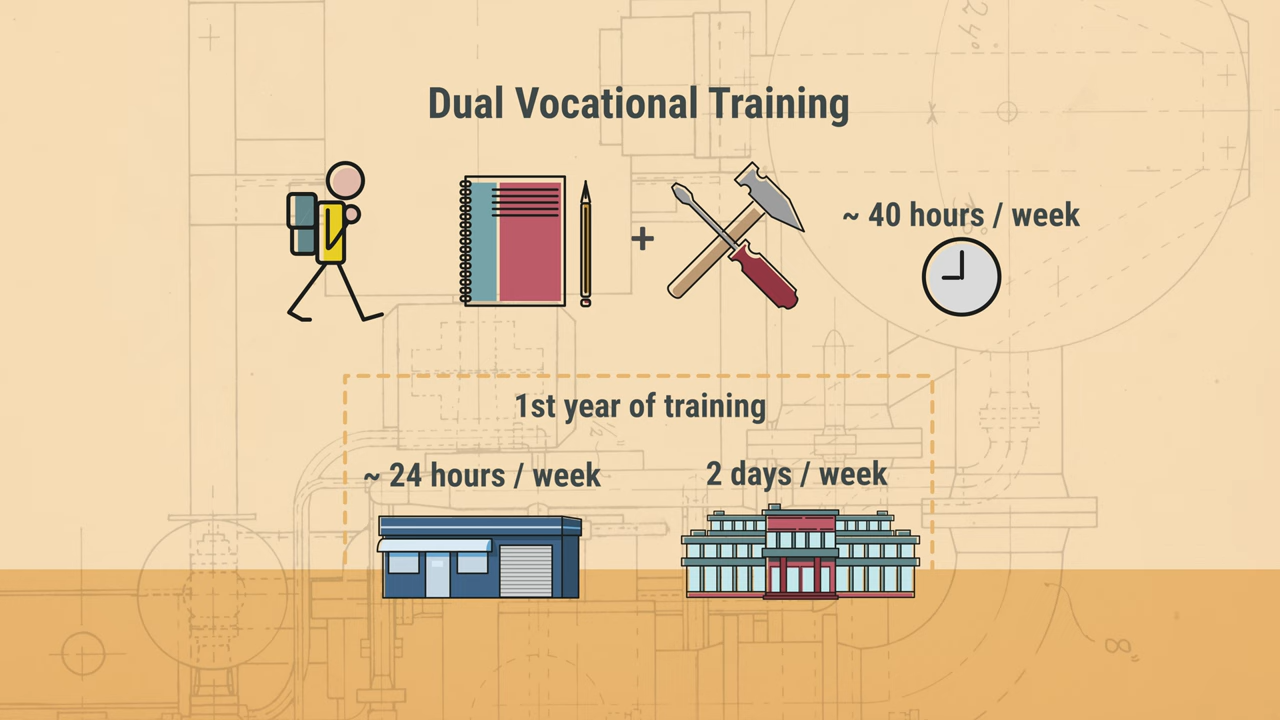 Dual Vocational Training
+
~ 40 hours / week
1st year of training
~ 24 hours / week
2 days / week